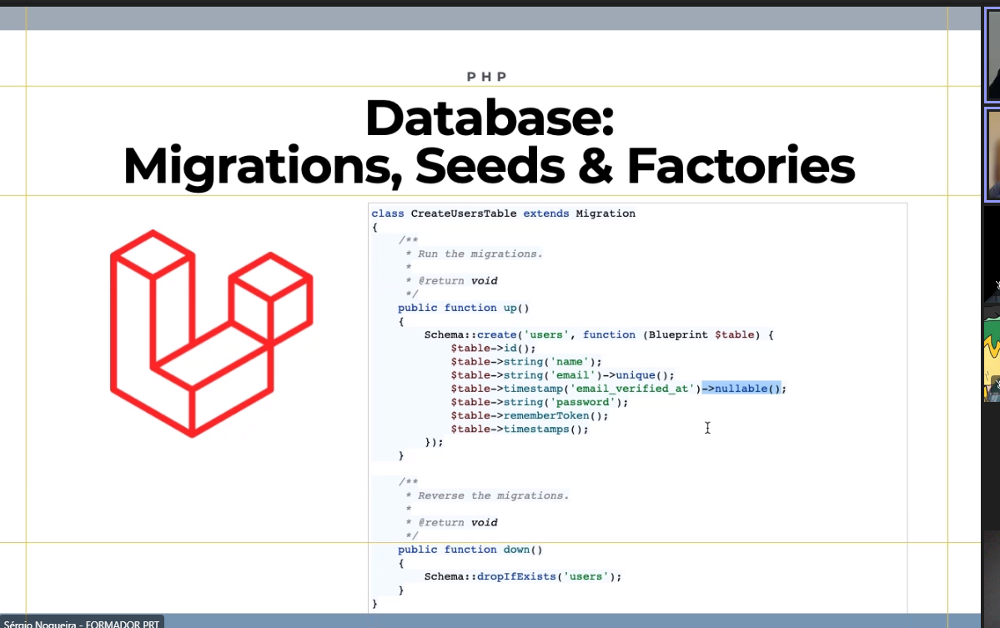 PHP
Database:
Migrations, Seeds & Factories
class CreateUsersTable extends Migration
{
/**
* Run the migrations.
*
* @return void
*/
public function up()
{
Schema::create('users', function (Blueprint $table) {
$table->id();
$table->string('name');
$table->string('email')->unique();
$table->timestamp('email_verified_at')->nullable();
$table->string('password');
$table->rememberToken();
$table->timestamps();
});
}
/**
* Reverse the migrations.
*
* @return void
*/
public function down()
{
Schema::dropIfExists('users');
}
}
Sérgio Nogueira - FORMADOR PRT